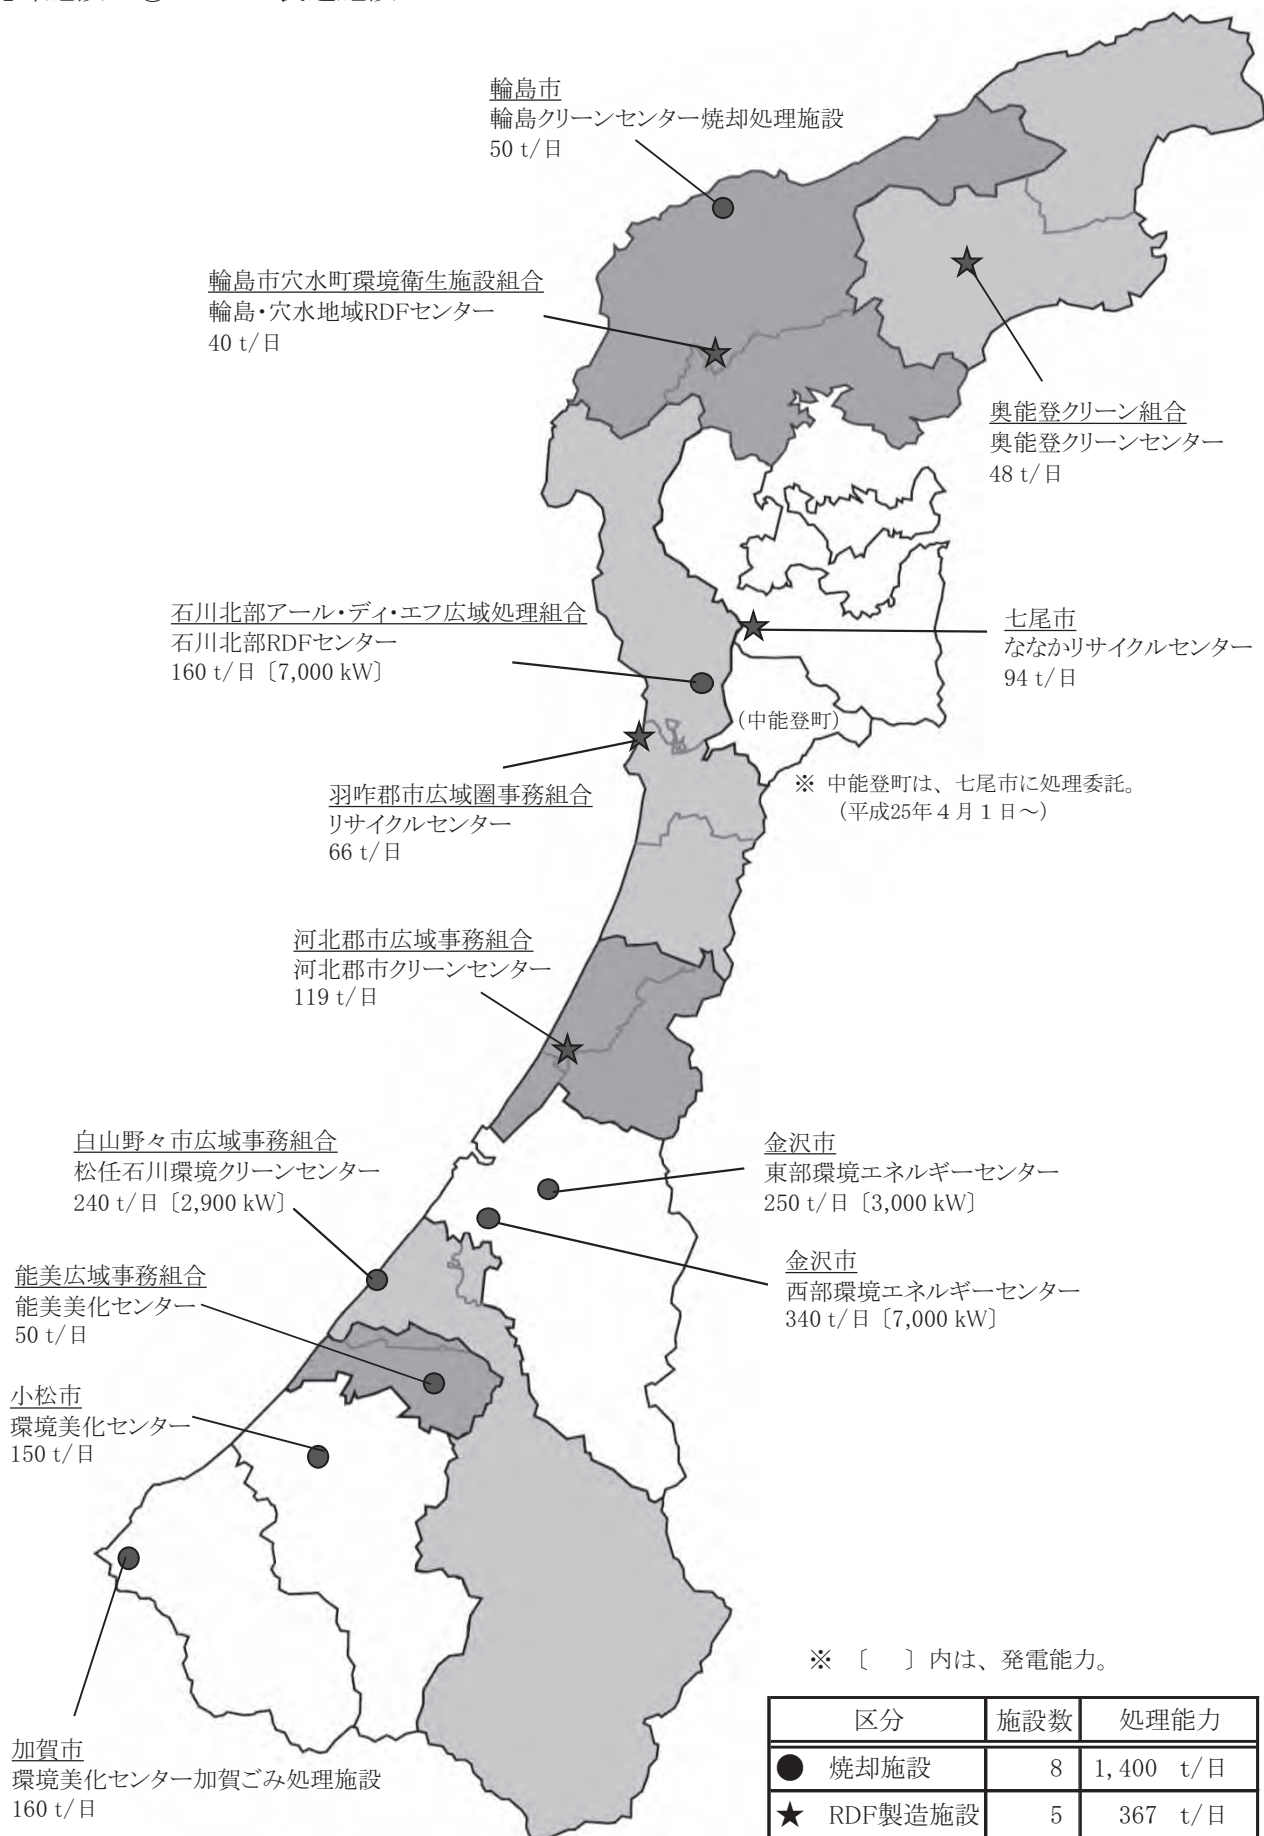 輪島市
輪島クリーンセンター焼却処理施設
50 t/日
輪島市穴水町環境衛生施設組合
輪島・穴水地域RDFセンター
40 t/日
奥能登クリーン組合
奥能登クリーンセンター
48 t/日
石川北部アール・ディ・エフ広域処理組合
石川北部RDFセンター
160 t/日〔7,000 kW〕
七尾市
ななかリサイクルセンター
94 t/日
(中能登町)
※ 中能登町は、七尾市に処理委託。
(平成25年4月1日～)
羽咋郡市広域圏事務組合
リサイクルセンター
66 t/日
河北郡市広域事務組合
河北郡市クリーンセンター
119 t/日
白山野々市広域事務組合
松任石川環境クリーンセンター
240 t/日〔2,900 kW〕
金沢市
東部環境エネルギーセンター
250 t/日〔3,000 kW〕
金沢市
西部環境エネルギーセンター
340 t/日〔7,000 kW〕
能美広域事務組合
能美美化センター
50 t/日
小松市
環境美化センター
150 t/日
加賀市
環境美化センター加賀ごみ処理施設
160 t/日
※ 〔 〕内は、発電能力。
区分 施設数 処理能力
● 焼却施設 8 1,400 t/日
★ RDF製造施設 5 367 t/日